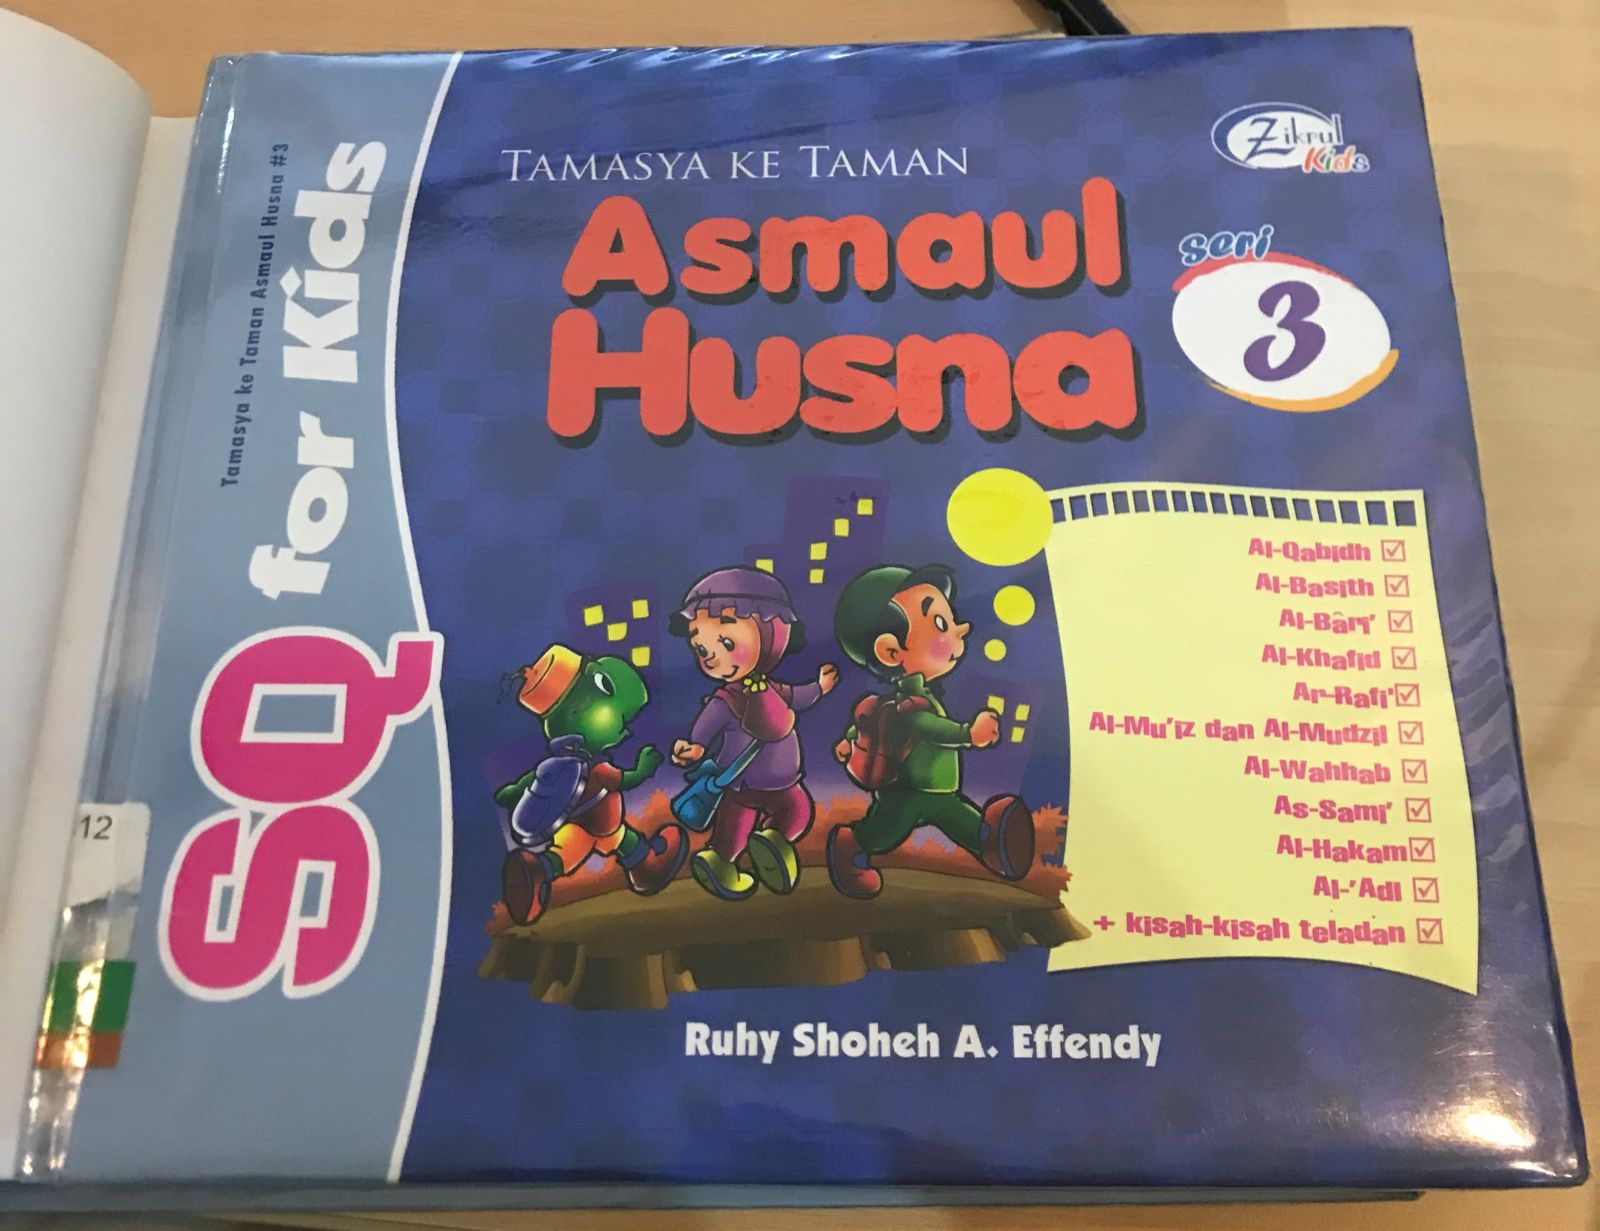 Tamasya ke Taman Asmaul Husna #3
SQ for Kids
TAMASYA KE TAMAN
Asmaul
Husna
Zikrul
Kids
seri
3
Al-Qabidh
Al-Basith
Al-Bâri'
Al-Khafid
Ar-Rafi'
Al-Mu'iz dan Al-Mudzil
Al-Wahhab
As-Sami'
Al-Hakam
Al-'Adl
+ kisah-kisah teladan
Ruhy Shoheh A. Effendy
12